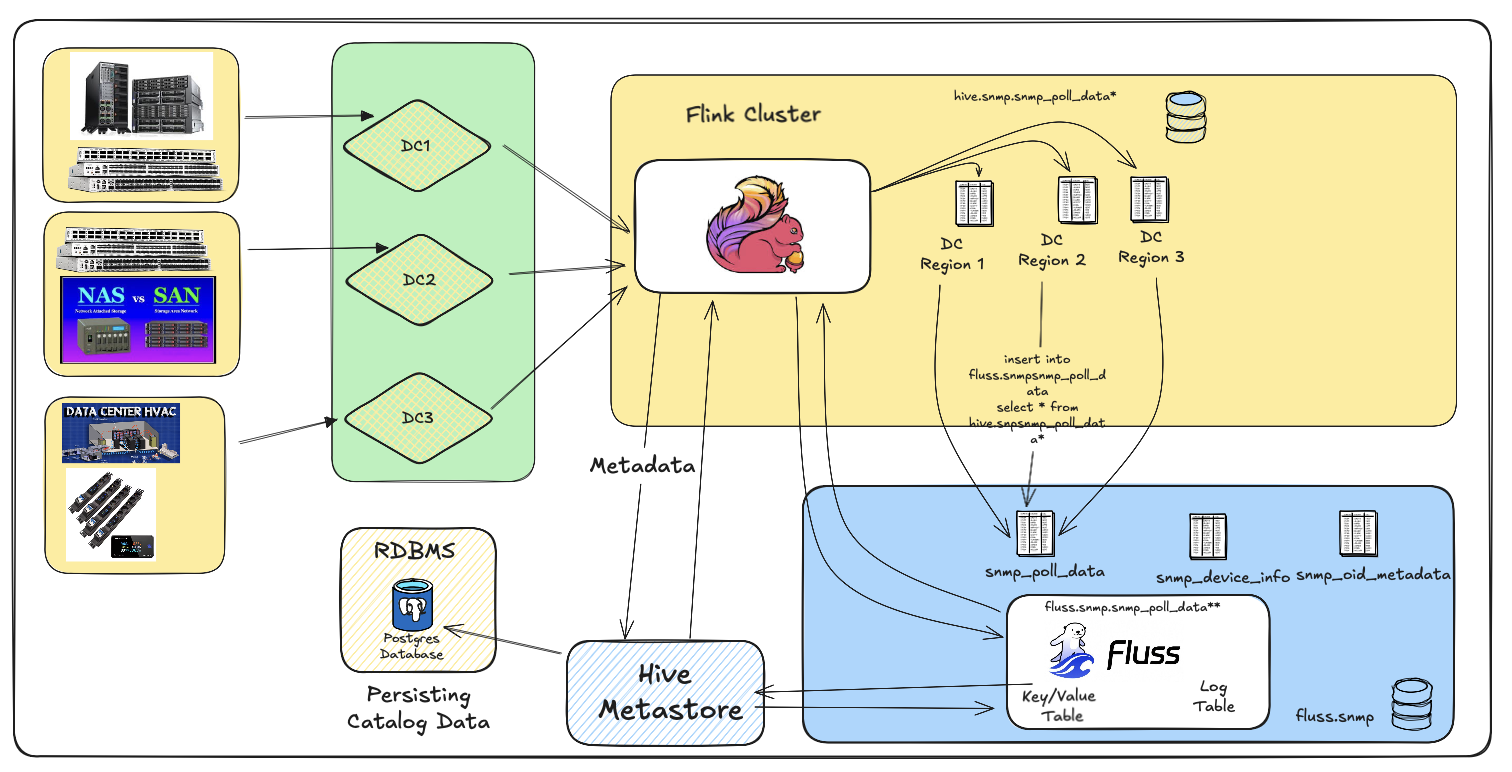 NAS vs SAN
Network Attached Storage
Storage Area Network
DATA CENTER HVAC
DC1
DC2
DC3
Flink Cluster
hive.snmp.snmp_poll_data*
DC
Region 1
DC
Region 2
DC
Region 3
insert into
fluss.snmpsnmp_poll_d
ata
select * from
hive.snpsnmp_poll_dat
a*
Metadata
RDBMS
Postgres
Database
Persisting
Catalog Data
Hive
Metastore
snmp_poll_data
snmp_device_info
snmp_oid_metadata
fluss.snmp.snmp_poll_data**
Fluss
Key/Value
Table
Log
Table
fluss.snmp